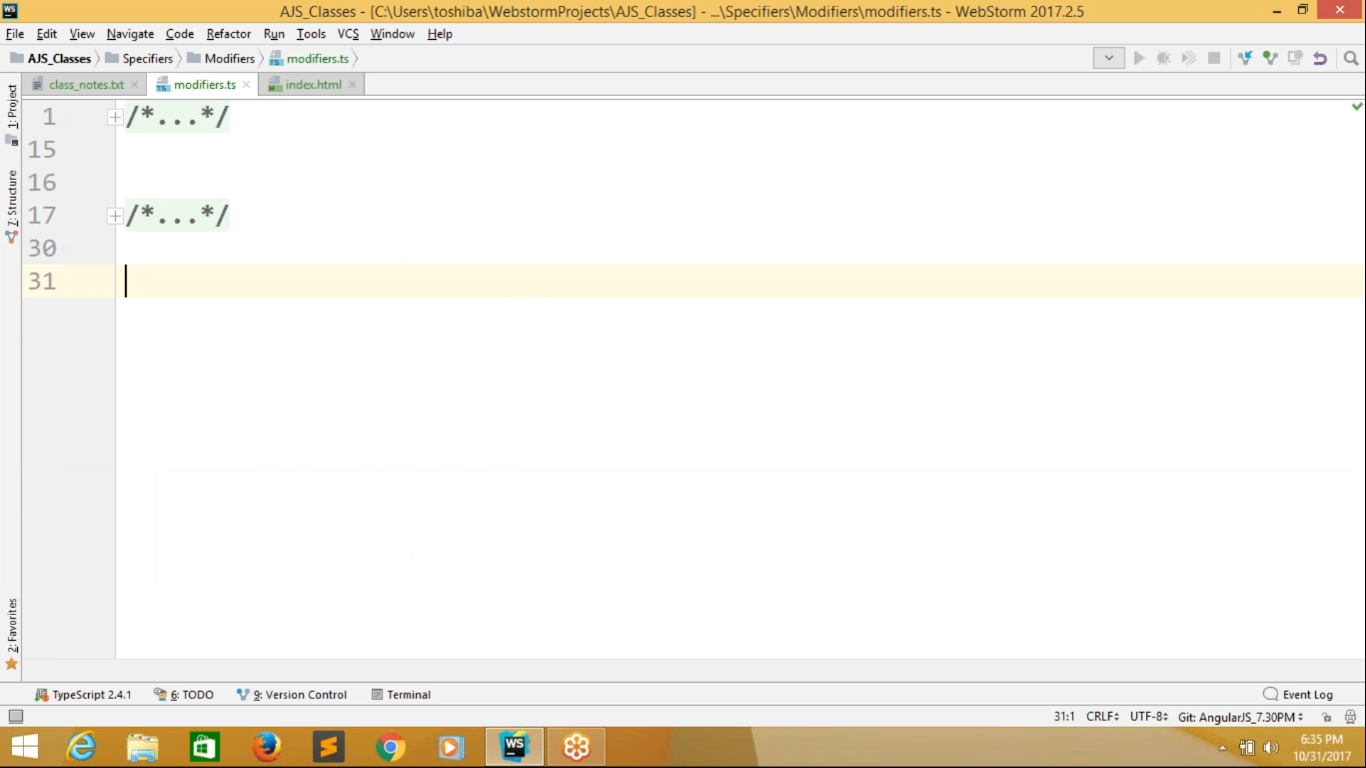 WS AJS_Classes - [C:\Users\toshiba\WebstormProjects\AJS_Classes] - ...\Specifiers\Modifiers\modifiers.ts - WebStorm 2017.2.5
File Edit View Navigate Code Refactor Run Tools VCS Window Help
AJS_Classes Specifiers Modifiers modifiers.ts
class_notes.txt modifiers.ts index.html
1: Project
7: Structure
2: Favorites
1 /*...*/
15
16
17 /*...*/
30
31
TypeScript 2.4.1 6: TODO 9: Version Control Terminal Event Log
31:1 CRLF UTF-8 Git: AngularJS_7.30PM
WS 6:35 PM
10/31/2017